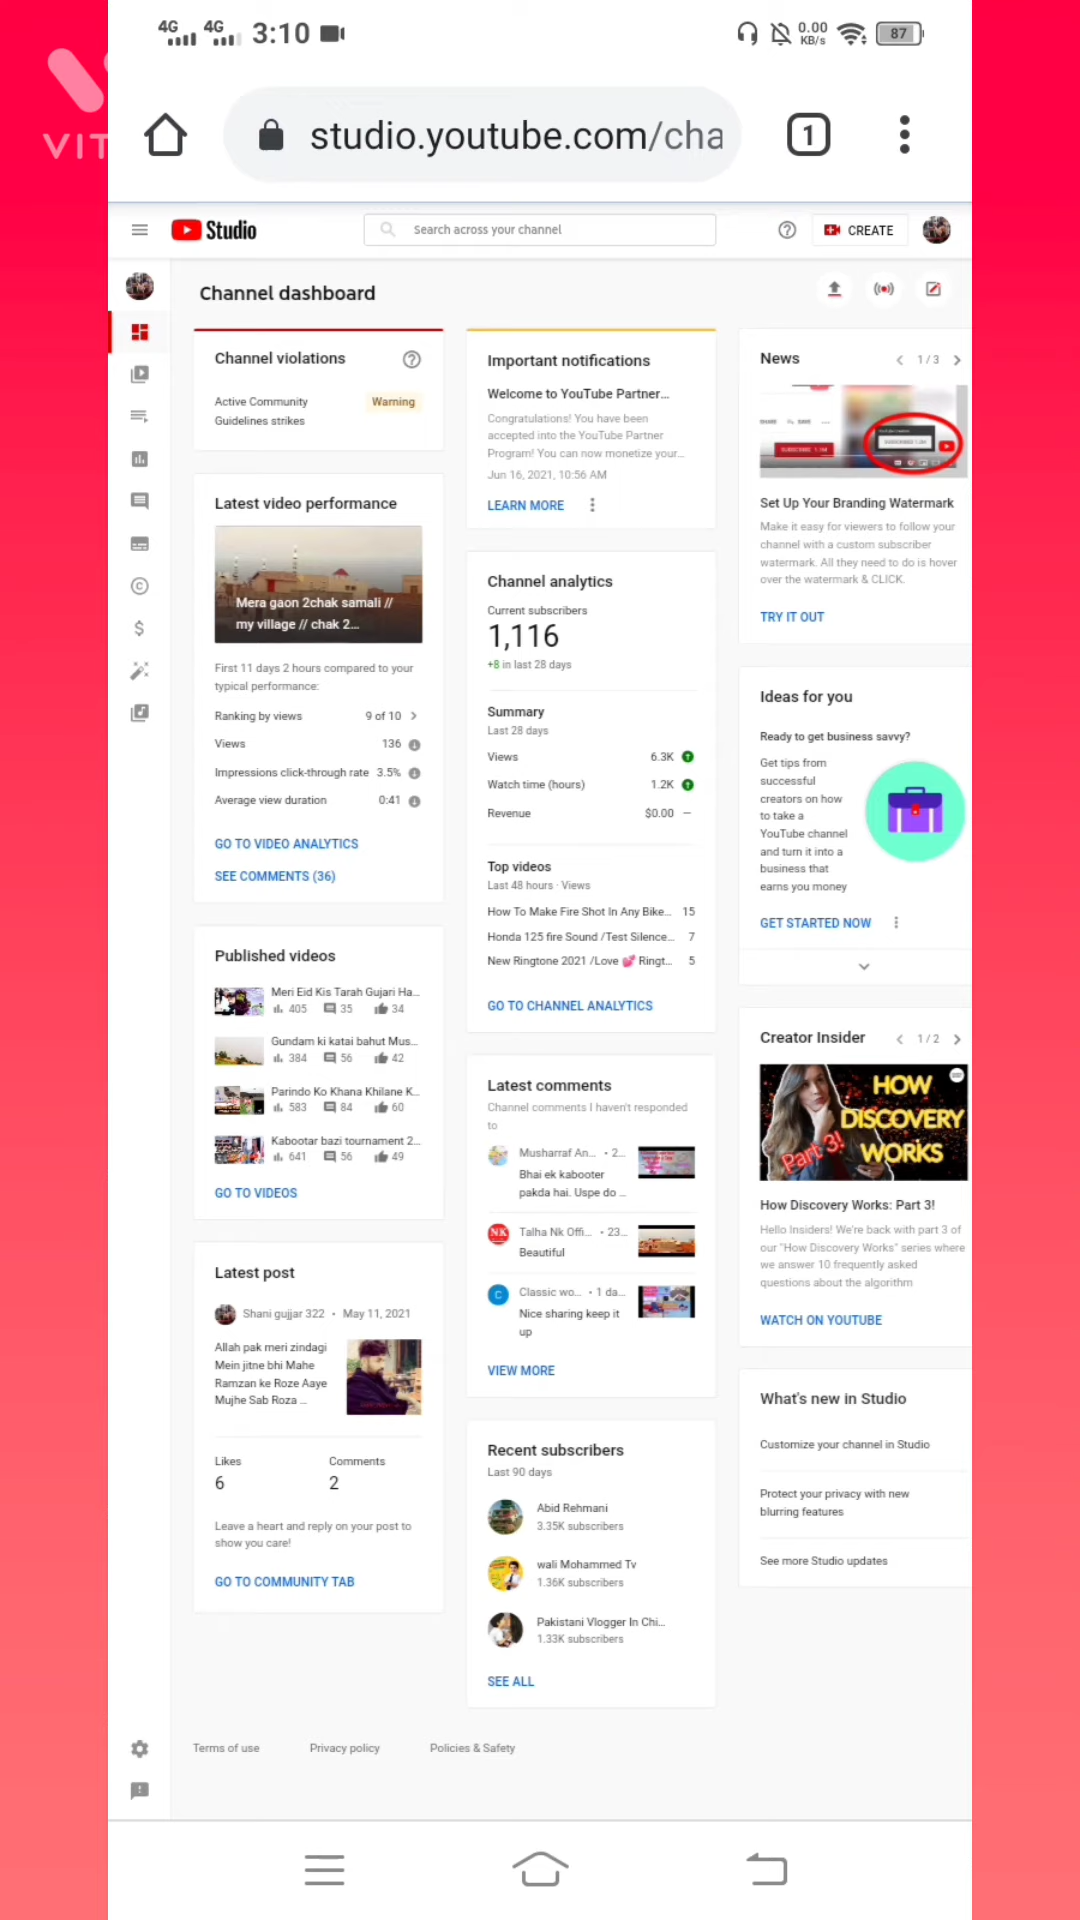 4G 4G 3:10 0.00 KB/s 87
VIT
studio.youtube.com/cha
1
Studio
Search across your channel
CREATE
Channel dashboard
Channel violations
Active Community
Guidelines strikes
Warning
Latest video performance
Mera gaon 2chak samali //
my village // chak 2...
First 11 days 2 hours compared to your
typical performance:
Ranking by views 9 of 10
Views 136
Impressions click-through rate 3.5%
Average view duration 0:41
GO TO VIDEO ANALYTICS
SEE COMMENTS (36)
Published videos
Meri Eid Kis Tarah Gujari Ha...
405 35 34
Gundam ki katai bahut Mus...
384 56 42
Parindo Ko Khana Khilane K...
583 84 60
Kabootar bazi tournament 2...
641 56 49
GO TO VIDEOS
Latest post
Shani gujjar 322 • May 11, 2021
Allah pak meri zindagi
Mein jitne bhi Mahe
Ramzan ke Roze Aaye
Mujhe Sab Roza ...
Likes Comments
6 2
Leave a heart and reply on your post to
show you care!
GO TO COMMUNITY TAB
Important notifications
Welcome to YouTube Partner...
Congratulations! You have been
accepted into the YouTube Partner
Program! You can now monetize your...
Jun 16, 2021, 10:56 AM
LEARN MORE
Channel analytics
Current subscribers
1,116
+8 in last 28 days
Summary
Last 28 days
Views 6.3K
Watch time (hours) 1.2K
Revenue $0.00 —
Top videos
Last 48 hours · Views
How To Make Fire Shot In Any Bike... 15
Honda 125 fire Sound /Test Silence... 7
New Ringtone 2021 /Love 💕 Ringt... 5
GO TO CHANNEL ANALYTICS
Latest comments
Channel comments I haven't responded
to
Musharraf An... • 2...
Bhai ek kabooter
pakda hai. Uspe do ...
NK
Talha Nk Offi... • 23...
Beautiful
C
Classic wo... • 1 da...
Nice sharing keep it
up
VIEW MORE
Recent subscribers
Last 90 days
Abid Rehmani
3.35K subscribers
wali Mohammed Tv
1.36K subscribers
Pakistani Vlogger In Chi...
1.33K subscribers
SEE ALL
News 1 / 3
Set Up Your Branding Watermark
Make it easy for viewers to follow your
channel with a custom subscriber
watermark. All they need to do is hover
over the watermark & CLICK.
TRY IT OUT
Ideas for you
Ready to get business savvy?
Get tips from
successful
creators on how
to take a
YouTube channel
and turn it into a
business that
earns you money
GET STARTED NOW
Creator Insider 1 / 2
HOW
DISCOVERY
WORKS
Part 3!
How Discovery Works: Part 3!
Hello Insiders! We're back with part 3 of
our "How Discovery Works" series where
we answer 10 frequently asked
questions about the algorithm
WATCH ON YOUTUBE
What's new in Studio
Customize your channel in Studio
Protect your privacy with new
blurring features
See more Studio updates
Terms of use Privacy policy Policies & Safety